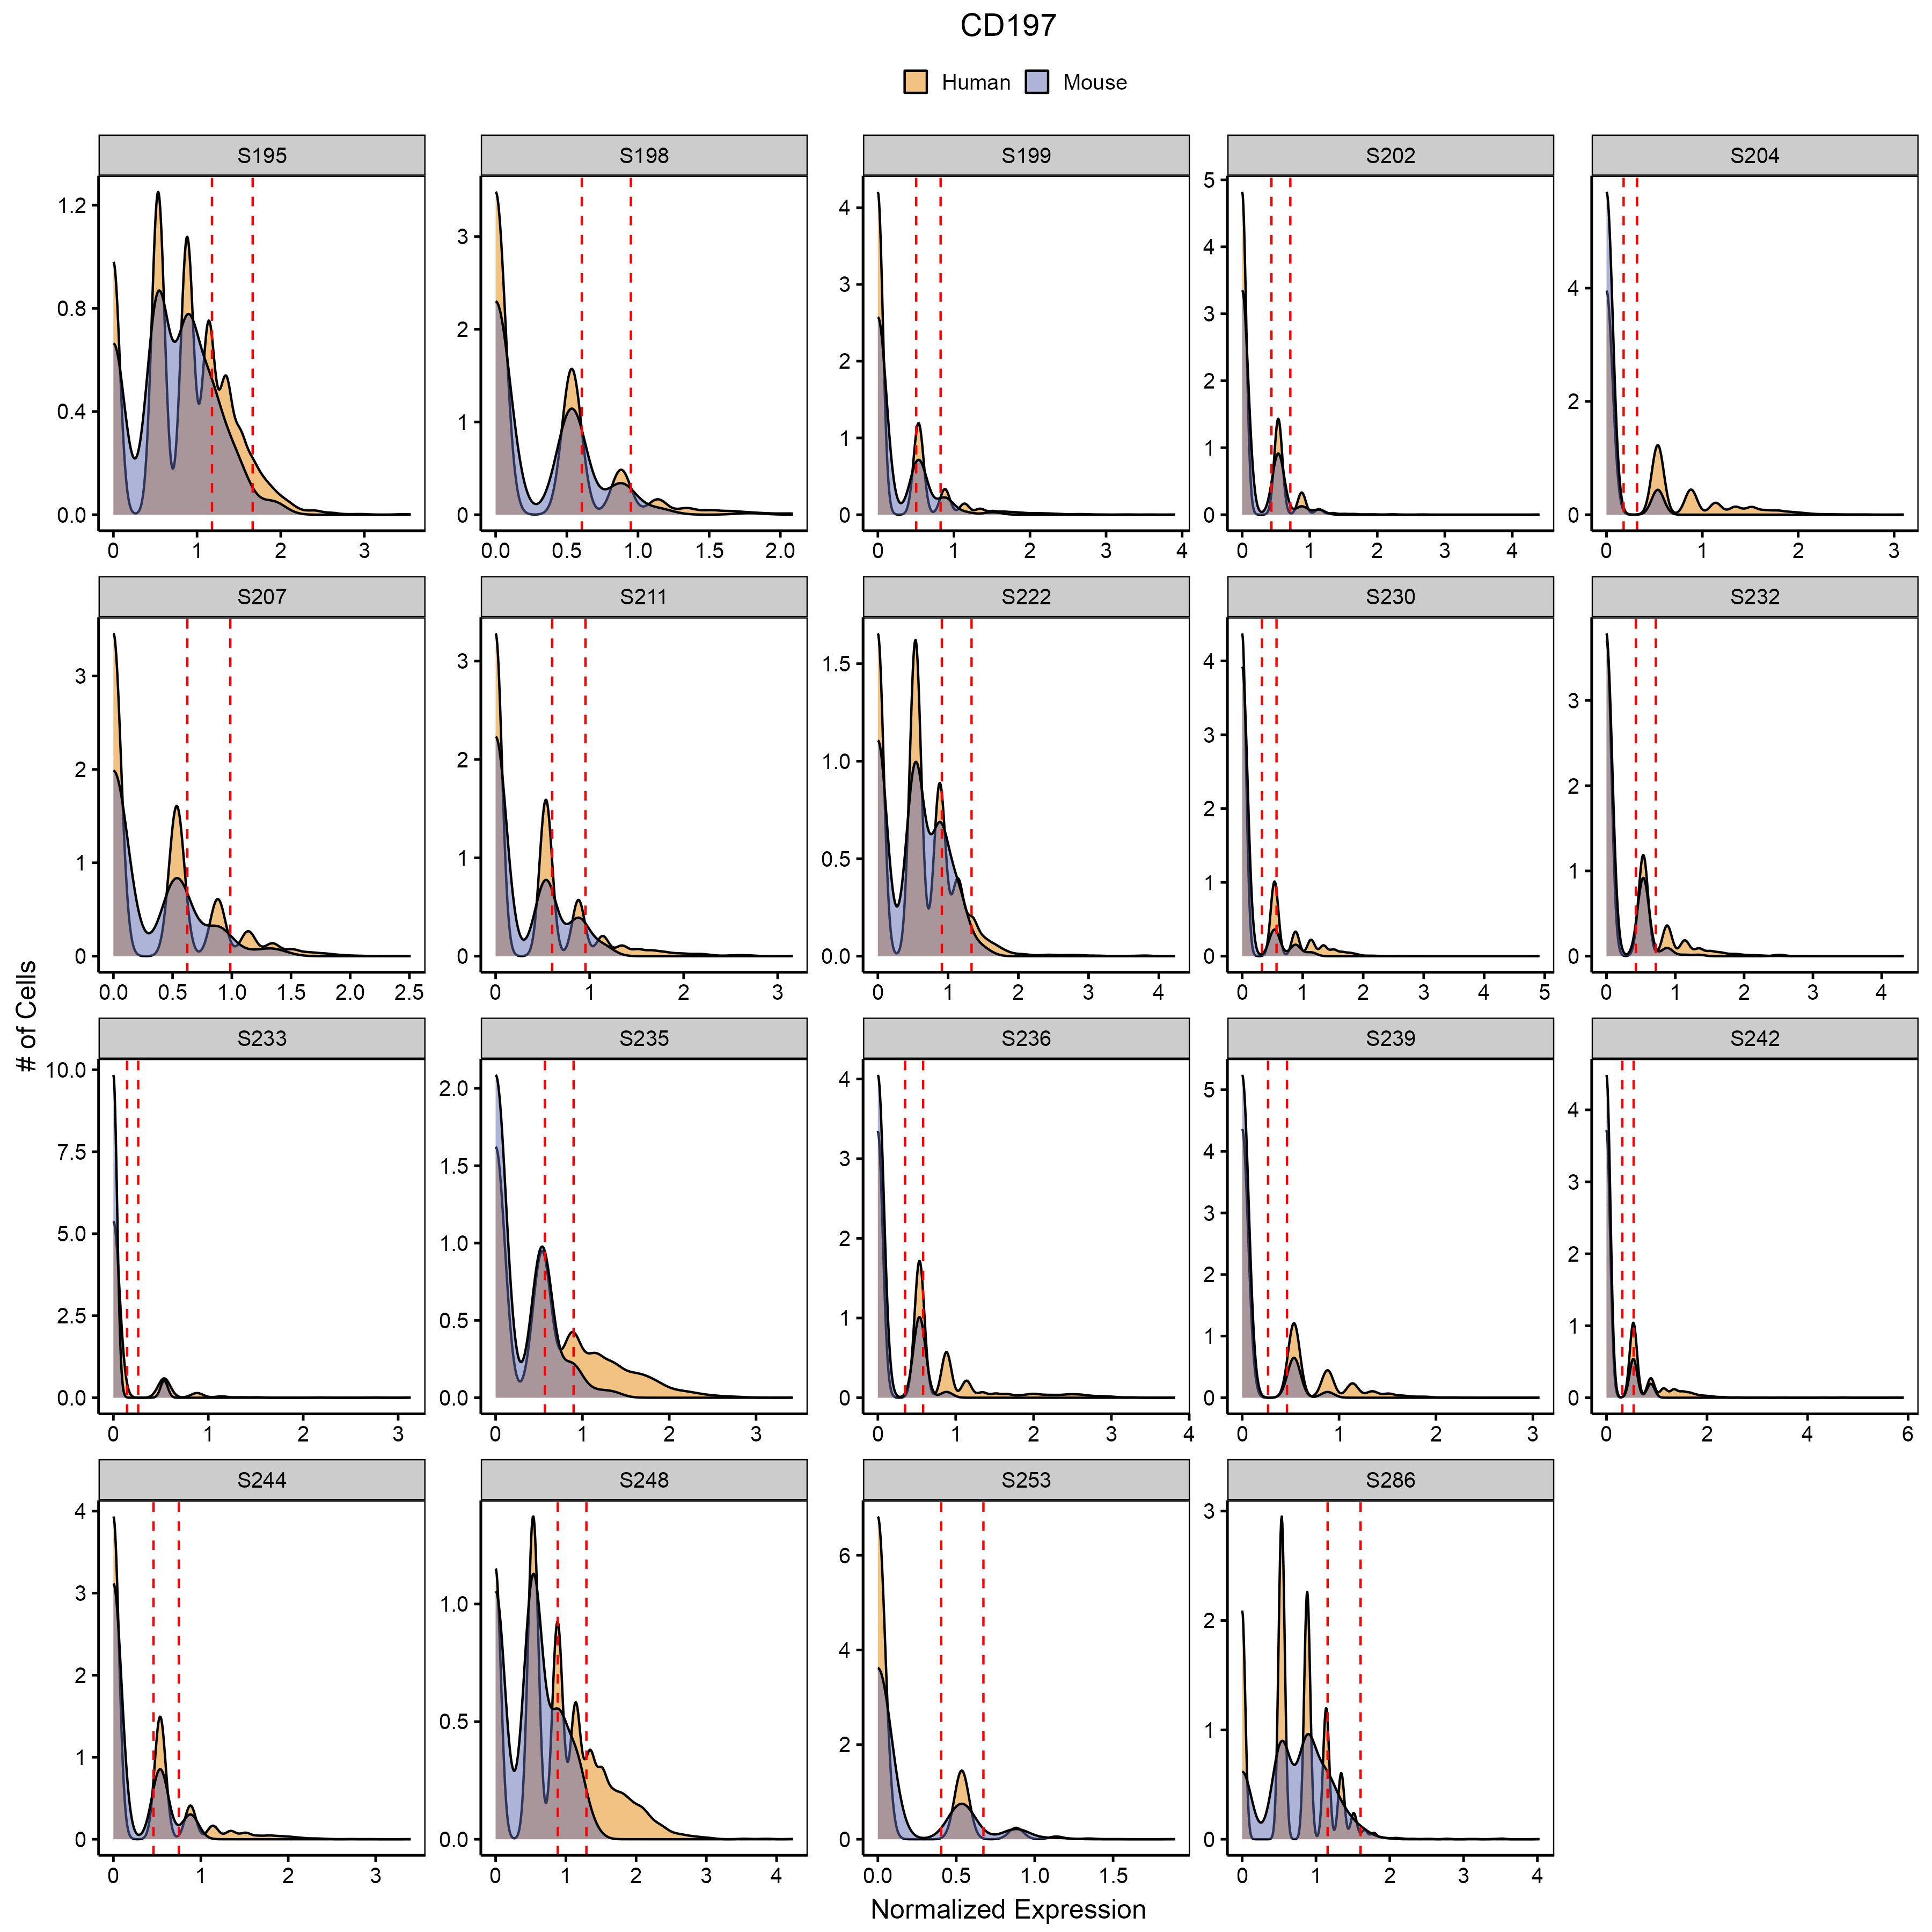 CD197
Human Mouse
S195 S198 S199 S202 S204
1.2 0.8 0.4 0.0
3 2 1 0
4 3 2 1 0
5 4 3 2 1 0
4 2 0
0 1 2 3
0.0 0.5 1.0 1.5 2.0
0 1 2 3 4
0 1 2 3 4
0 1 2 3
S207 S211 S222 S230 S232
3 2 1 0
3 2 1 0
1.5 1.0 0.5 0.0
4 3 2 1 0
3 2 1 0
0.0 0.5 1.0 1.5 2.0 2.5
0 1 2 3
0 1 2 3 4
0 1 2 3 4 5
0 1 2 3 4
# of Cells
S233 S235 S236 S239 S242
10.0 7.5 5.0 2.5 0.0
2.0 1.5 1.0 0.5 0.0
4 3 2 1 0
5 4 3 2 1 0
4 3 2 1 0
0 1 2 3
0 1 2 3
0 1 2 3 4
0 1 2 3
0 2 4 6
S244 S248 S253 S286
4 3 2 1 0
1.0 0.5 0.0
6 4 2 0
3 2 1 0
0 1 2 3
0 1 2 3 4
0.0 0.5 1.0 1.5
0 1 2 3 4
Normalized Expression